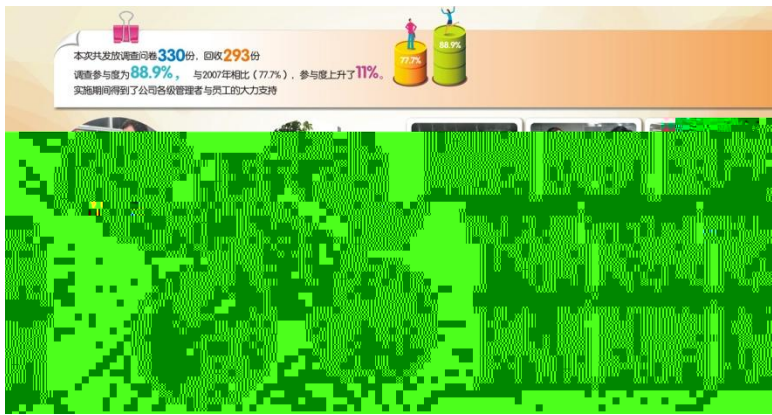 本次共发放调查问卷330份，回收293份
调查参与度为88.9%， 与2007年相比（77.7%），参与度上升了11%。
实施期间得到了公司各级管理者与员工的大力支持
77.7%
88.9%